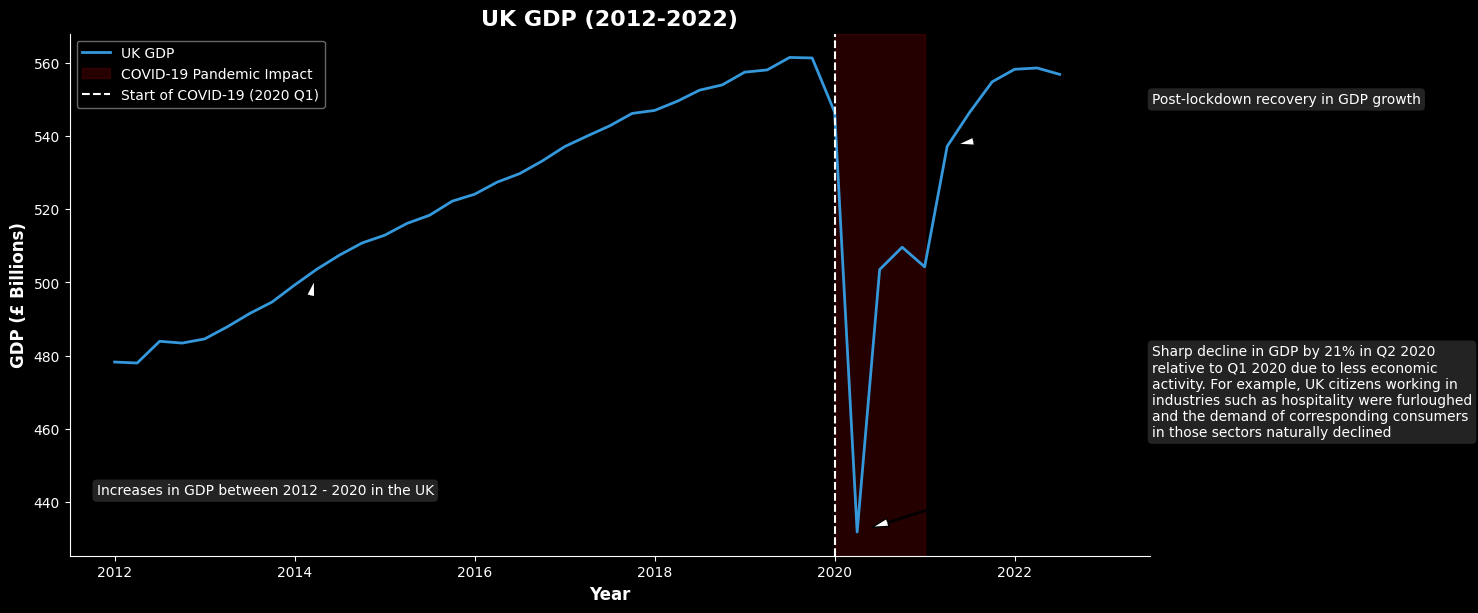 UK GDP (2012-2022)
UK GDP
COVID-19 Pandemic Impact
Start of COVID-19 (2020 Q1)
GDP (£ Billions)
560
540
520
500
480
460
440
Post-lockdown recovery in GDP growth
Sharp decline in GDP by 21% in Q2 2020
relative to Q1 2020 due to less economic
activity. For example, UK citizens working in
industries such as hospitality were furloughed
and the demand of corresponding consumers
in those sectors naturally declined
Increases in GDP between 2012 - 2020 in the UK
2012
2014
2016
2018
2020
2022
Year